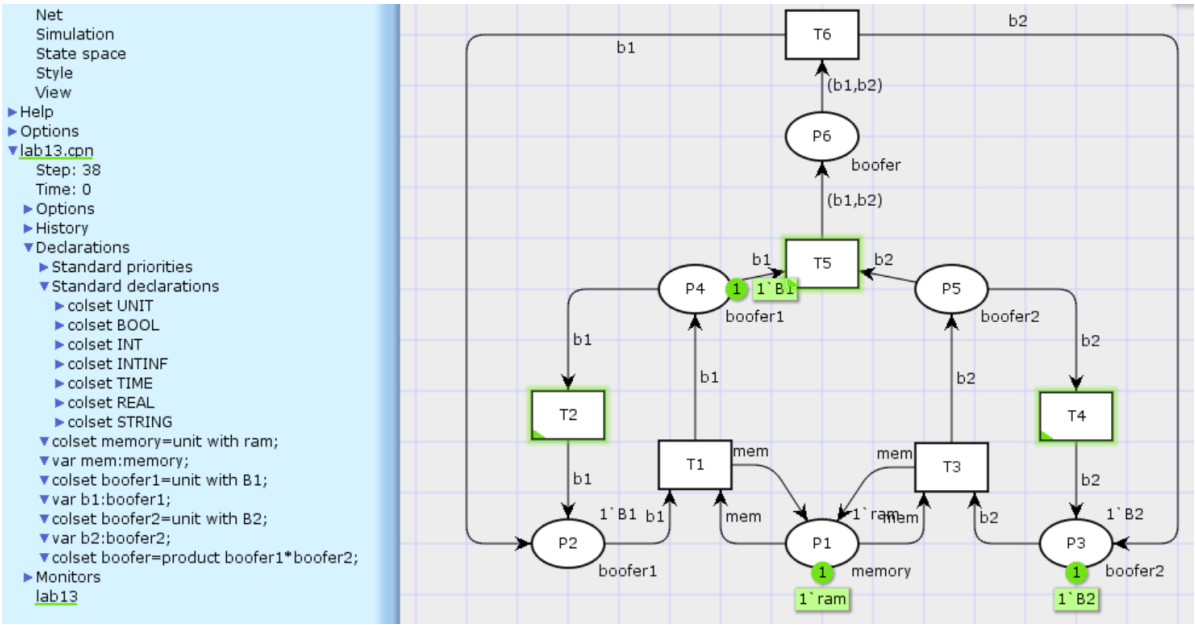 Net
Simulation
State space
Style
View
Help
Options
lab13.cpn
Step: 38
Time: 0
Options
History
Declarations
Standard priorities
Standard declarations
colset UNIT
colset BOOL
colset INT
colset INTINF
colset TIME
colset REAL
colset STRING
colset memory=unit with ram;
var mem:memory;
colset boofer1=unit with B1;
var b1:boofer1;
colset boofer2=unit with B2;
var b2:boofer2;
colset boofer=product boofer1*boofer2;
Monitors
lab13
T6
b1
b2
(b1,b2)
P6
boofer
(b1,b2)
T5
b1
b2
P4
1
1`B1
boofer1
P5
boofer2
b1
b2
b1
b2
T2
T4
T1
mem
mem
T3
b1
b2
1`B1
b1
mem
1`ram
mem
b2
1`B2
P2
boofer1
P1
memory
P3
boofer2
1
1`ram
1
1`B2